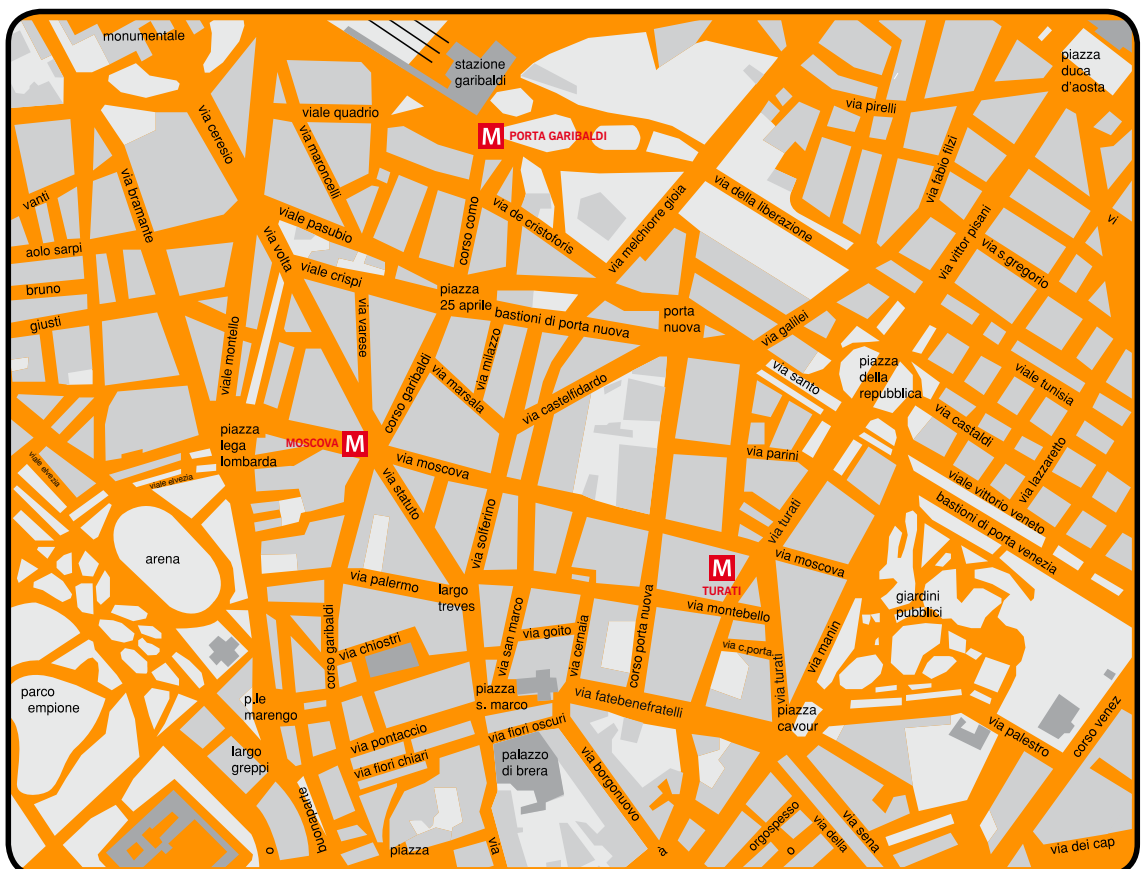 monumentale
stazione
garibaldi
piazza
duca
d'aosta
viale quadrio
via pirelli
M PORTA GARIBALDI
via ceresio
via maroncelli
via fabio filzi
vanti
via bramante
via della liberazione
vi
viale pasubio
corso como
via de cristoforis
via melchiorre gioia
via vittor pisani
via s.gregorio
aolo sarpi
via volta
viale crispi
bruno
piazza
25 aprile
bastioni di porta nuova
porta
nuova
via galilei
giusti
viale montello
via varese
via milazzo
corso garibaldi
via marsala
via castelfidardo
via santo
piazza
della
repubblica
viale tunisia
via castaldi
piazza
lega
lombarda
MOSCOVA M
via moscova
via parini
via lazzaretto
viale elvezia
viale elvezia
via statuto
viale vittorio veneto
bastioni di porta venezia
via solferino
via turati
arena
via moscova
M
TURATI
via palermo
largo
treves
via montebello
giardini
pubblici
corso garibaldi
via chiostri
via san marco
via goito
via cernaia
corso porta nuova
via c.porta
via turati
via manin
parco
empione
p.le
marengo
piazza
s. marco
via fatebenefratelli
piazza
cavour
via palestro
corso venez
via pontaccio
via fiori oscuri
largo
greppi
via fiori chiari
palazzo
di brera
via borgonuovo
buonaparte
orgospesso
via della
via sena
o
piazza
via
o
via dei cap